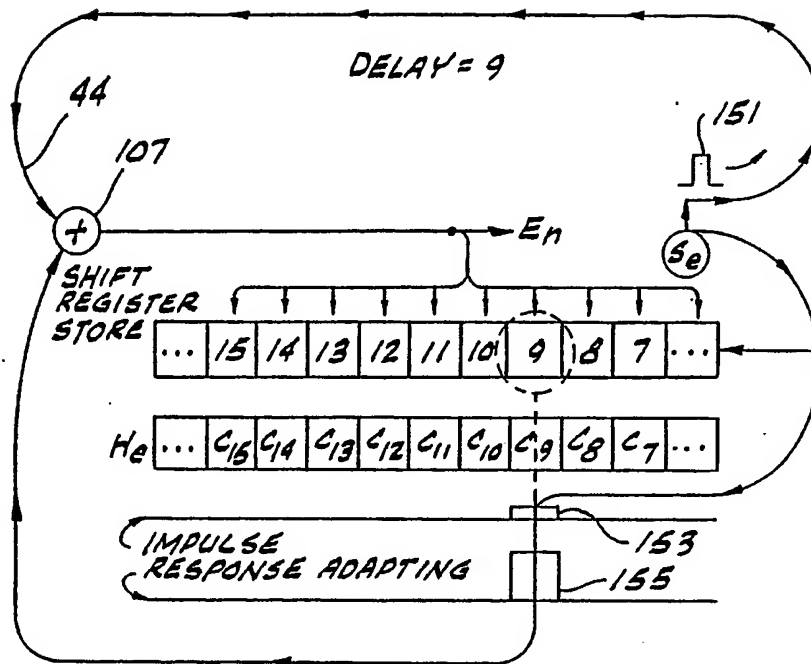 DELAY = 9
44
107
151
+
En
Se
SHIFT
REGISTER
STORE
... 15 14 13 12 11 10 9 8 7 ...
He ... C15 C14 C13 C12 C11 C10 C9 C8 C7 ...
IMPULSE
RESPONSE ADAPTING
153
155